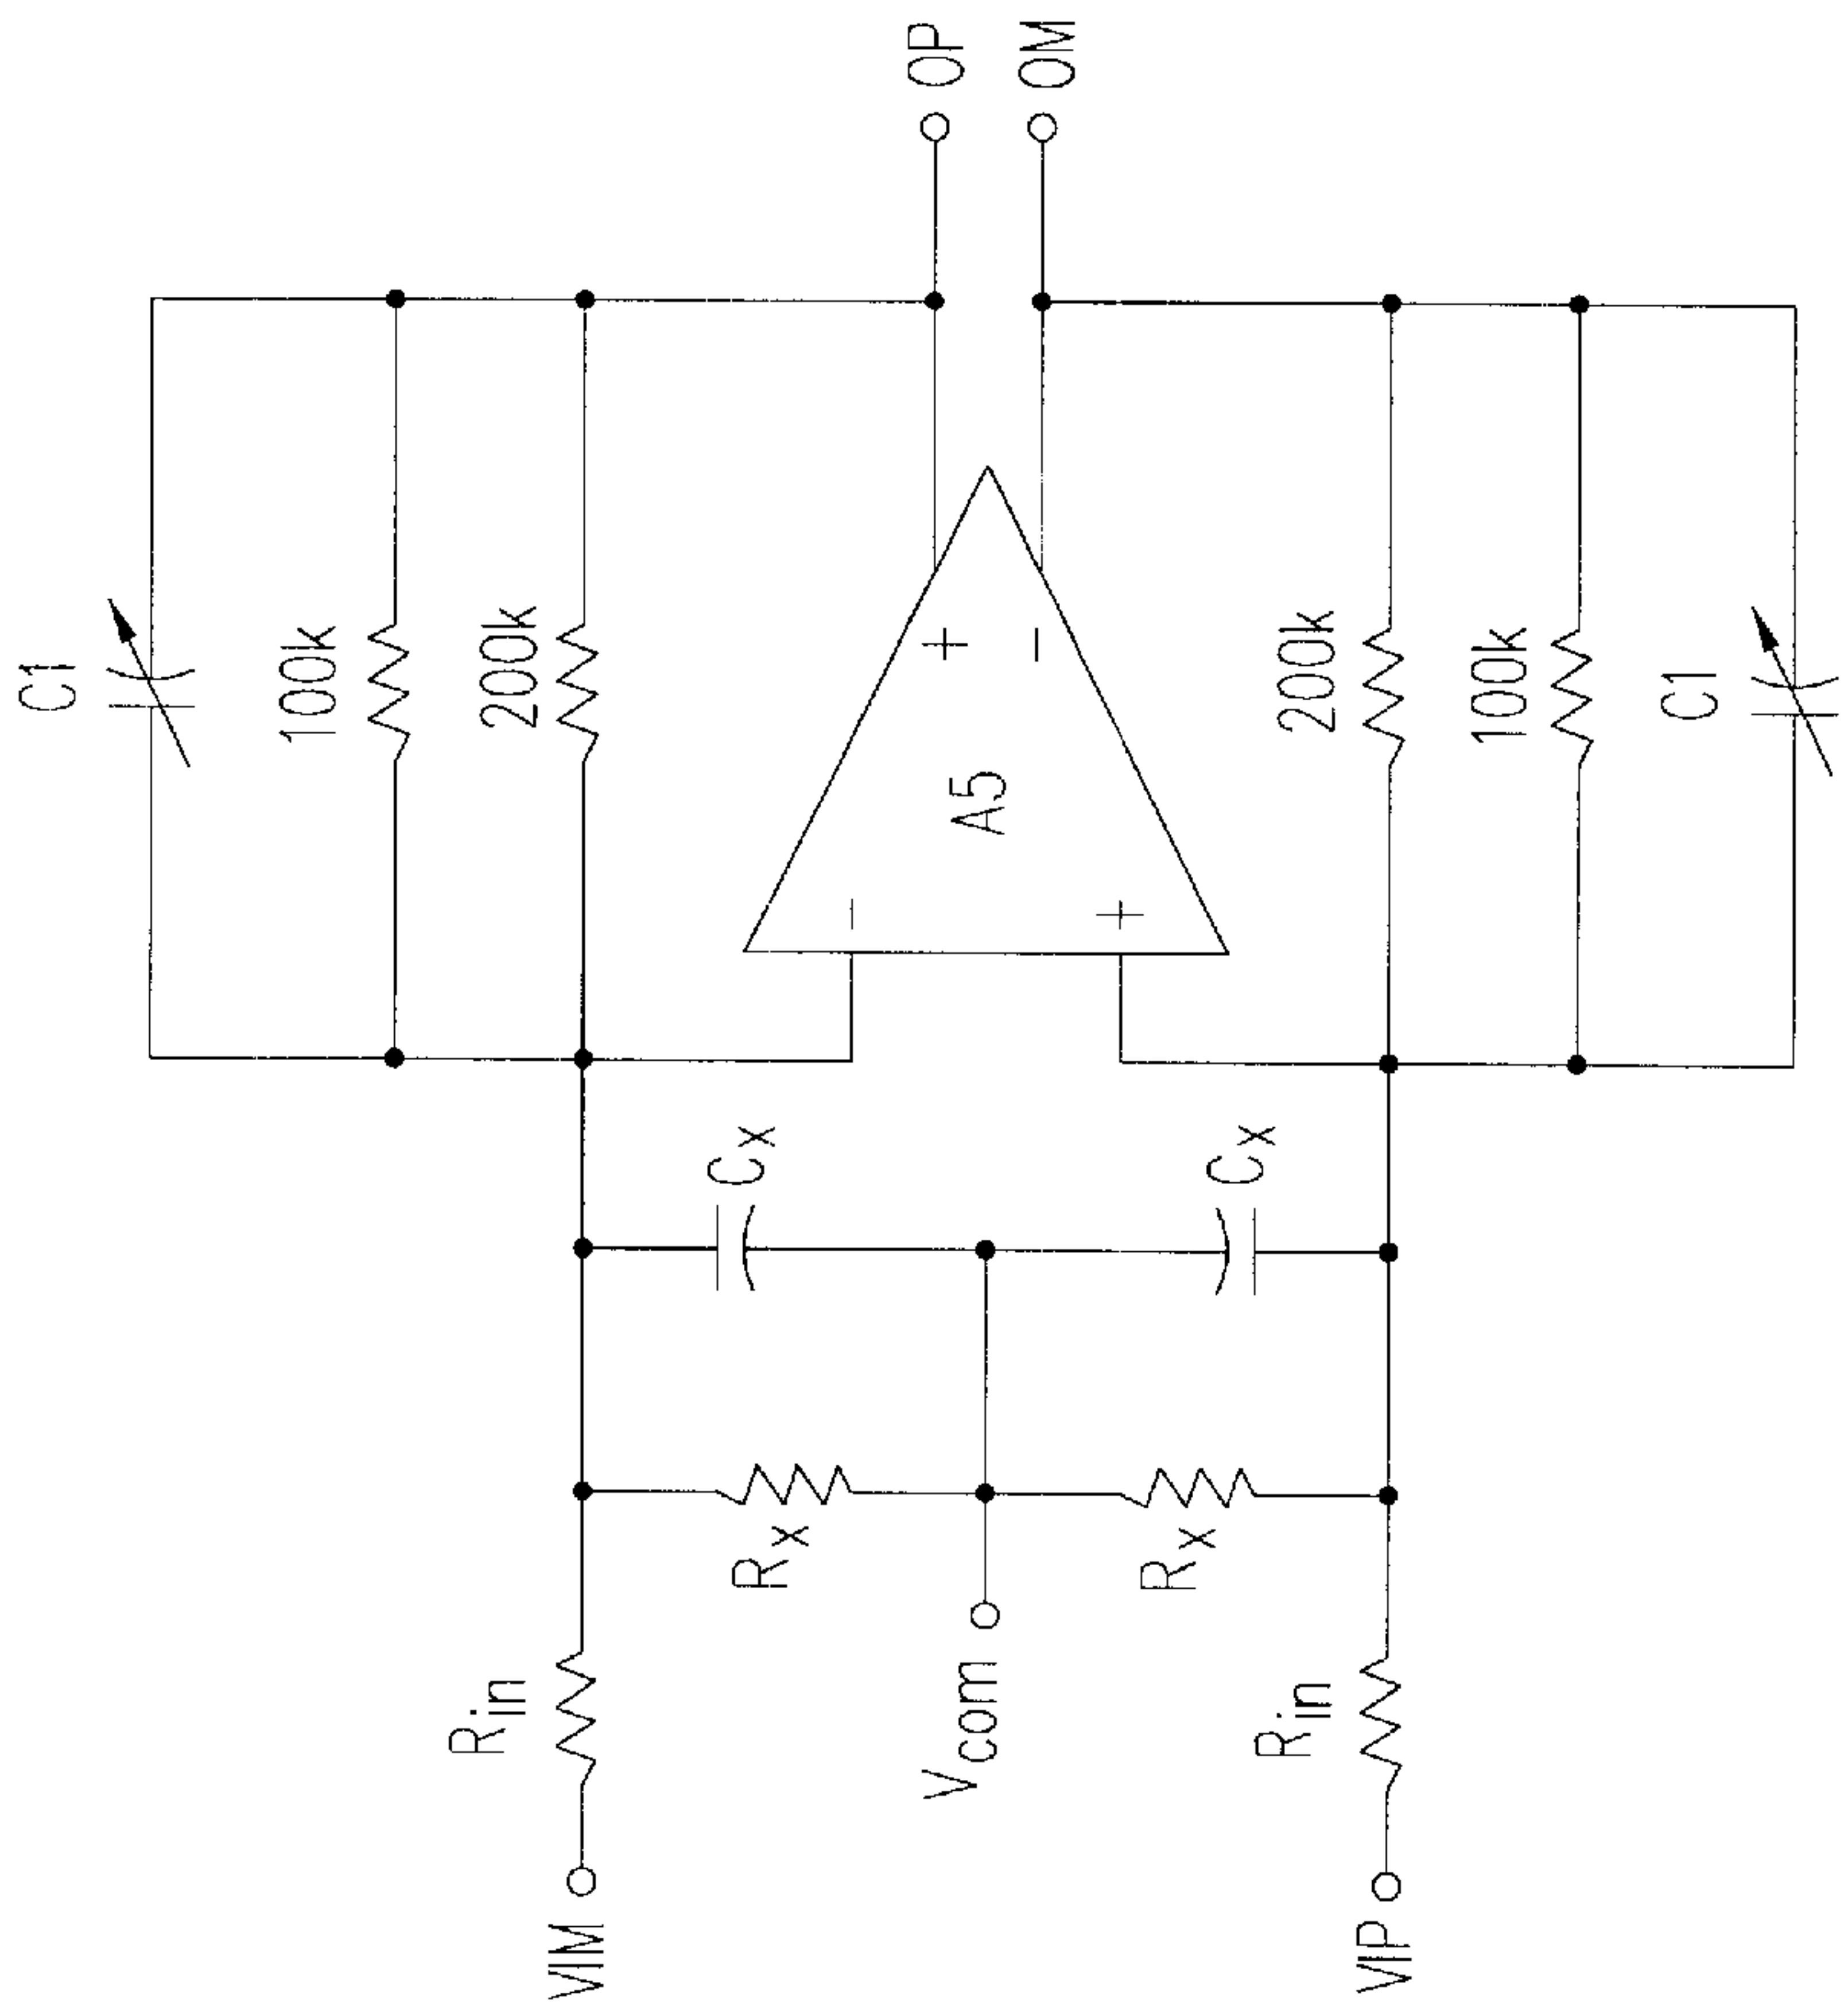 C1
100k
200k
VIM
Rin
Rx
Cx
A5
-
+
+
-
OP
OM
Vcom
Rx
Cx
VIP
Rin
200k
100k
C1